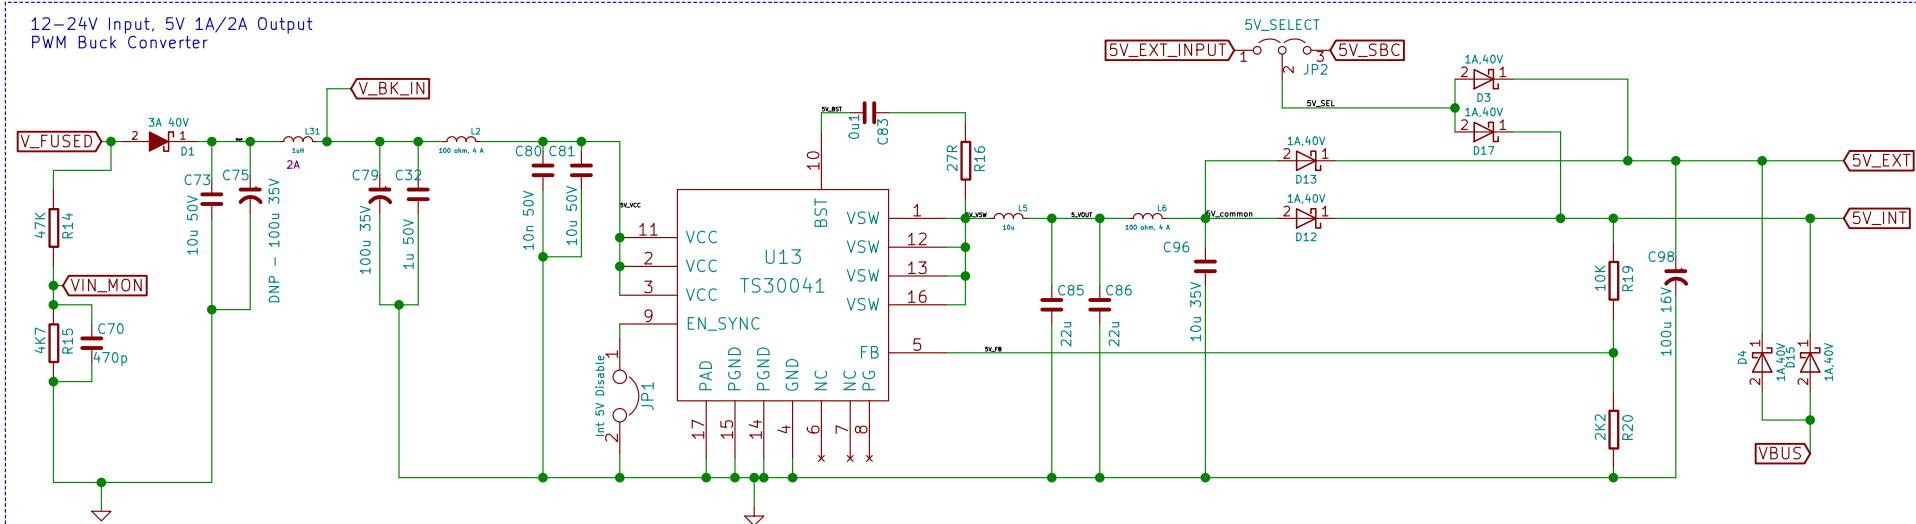 12-24V Input, 5V 1A/2A Output
PWM Buck Converter
5V_SELECT
5V_EXT_INPUT
1
2
3
5V_SBC
JP2
5V_SEL
1A,40V
2
1
D3
1A,40V
2
1
D17
V_BK_IN
V_FUSED
3A 40V
2
1
D1
L31
1uH
2A
L2
100 ohm, 4 A
C73
10u 50V
C75
DNP - 100u 35V
C79
100u 35V
C32
1u 50V
C80
10n 50V
C81
10u 50V
47K
R14
VIN_MON
4K7
R15
C70
470p
5V_BST
0u1
C83
27R
R16
5V_VCC
11
VCC
2
VCC
3
VCC
9
EN_SYNC
10
BST
U13
TS30041
VSW
1
VSW
12
VSW
13
VSW
16
FB
5
PAD
PGND
PGND
GND
NC
NC
PG
17
15
14
4
6
7
8
Int 5V Disable
1
2
JP1
5V_VSW
L5
10u
5_VOUT
L6
100 ohm, 4 A
5V_common
C85
22u
C86
22u
C96
10u 35V
1A,40V
2
1
D13
1A,40V
2
1
D12
5V_FB
10K
R19
2K2
R20
C98
100u 16V
5V_EXT
5V_INT
D4
1
2
1A,40V
D15
1
2
1A,40V
VBUS